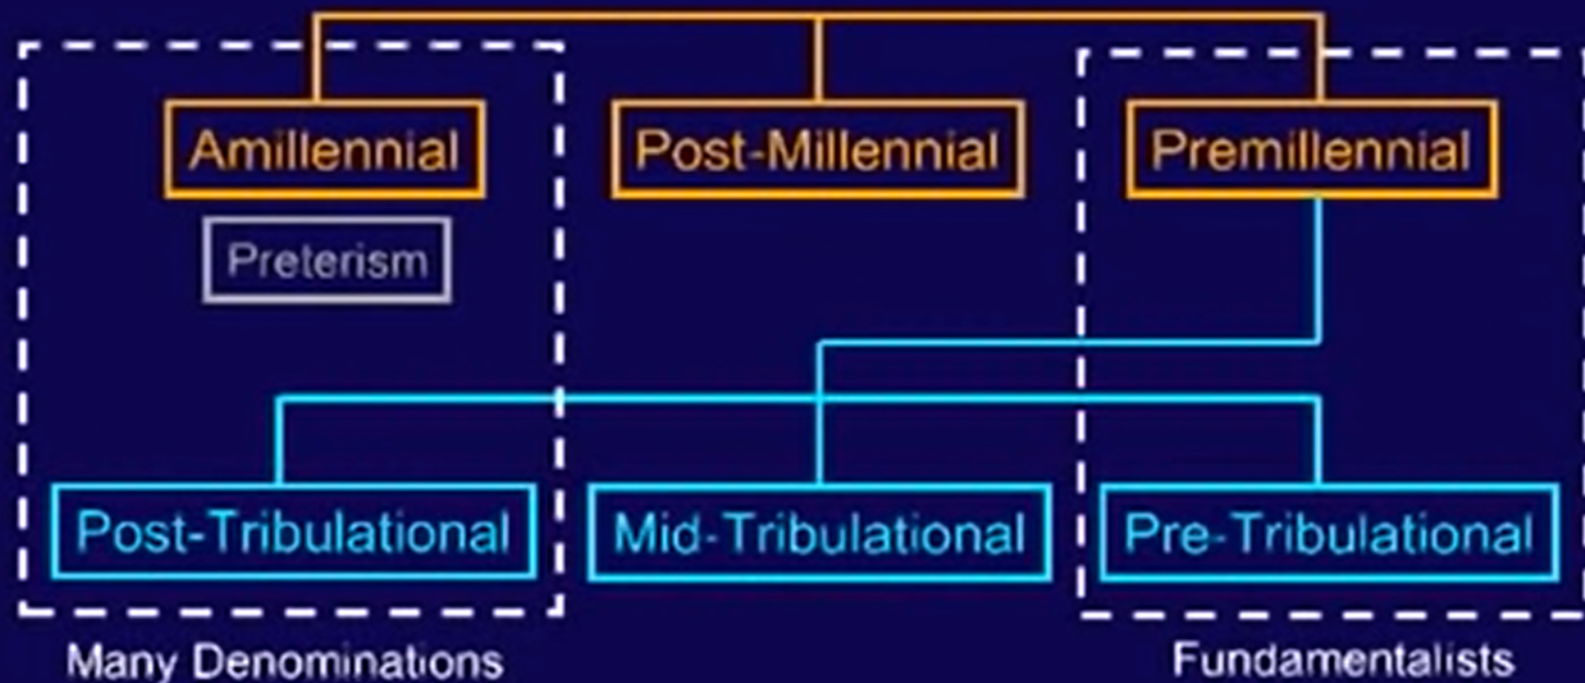 Amillennial
Post-Millennial
Premillennial
Preterism
Post-Tribulational
Mid-Tribulational
Pre-Tribulational
Many Denominations
Fundamentalists